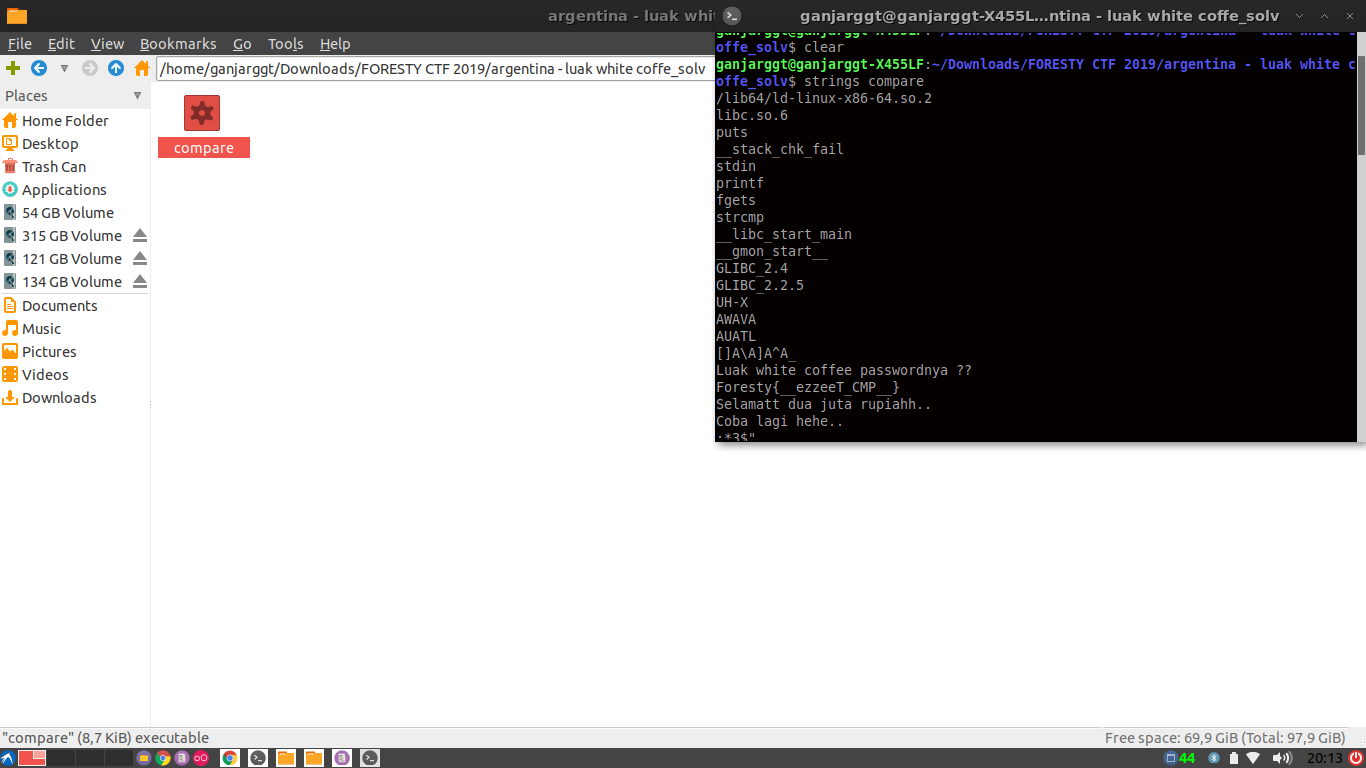 argentina - luak whit
ganjarggt@ganjarggt-X455L…ntina - luak white coffe_solv
File Edit View Bookmarks Go Tools Help
/home/ganjarggt/Downloads/FORESTY CTF 2019/argentina - luak white coffe_solv
Places
Home Folder
Desktop
Trash Can
Applications
54 GB Volume
315 GB Volume
121 GB Volume
134 GB Volume
Documents
Music
Pictures
Videos
Downloads
compare
offe_solv$ clear
ganjarggt@ganjarggt-X455LF:~/Downloads/FORESTY CTF 2019/argentina - luak white c
offe_solv$ strings compare
/lib64/ld-linux-x86-64.so.2
libc.so.6
puts
__stack_chk_fail
stdin
printf
fgets
strcmp
__libc_start_main
__gmon_start__
GLIBC_2.4
GLIBC_2.2.5
UH-X
AWAVA
AUATL
[]A\A]A^A_
Luak white coffee passwordnya ??
Foresty{__ezzeeT_CMP__}
Selamatt dua juta rupiahh..
Coba lagi hehe..
;*3$"
"compare" (8,7 KiB) executable
Free space: 69,9 GiB (Total: 97,9 GiB)
44
20:13